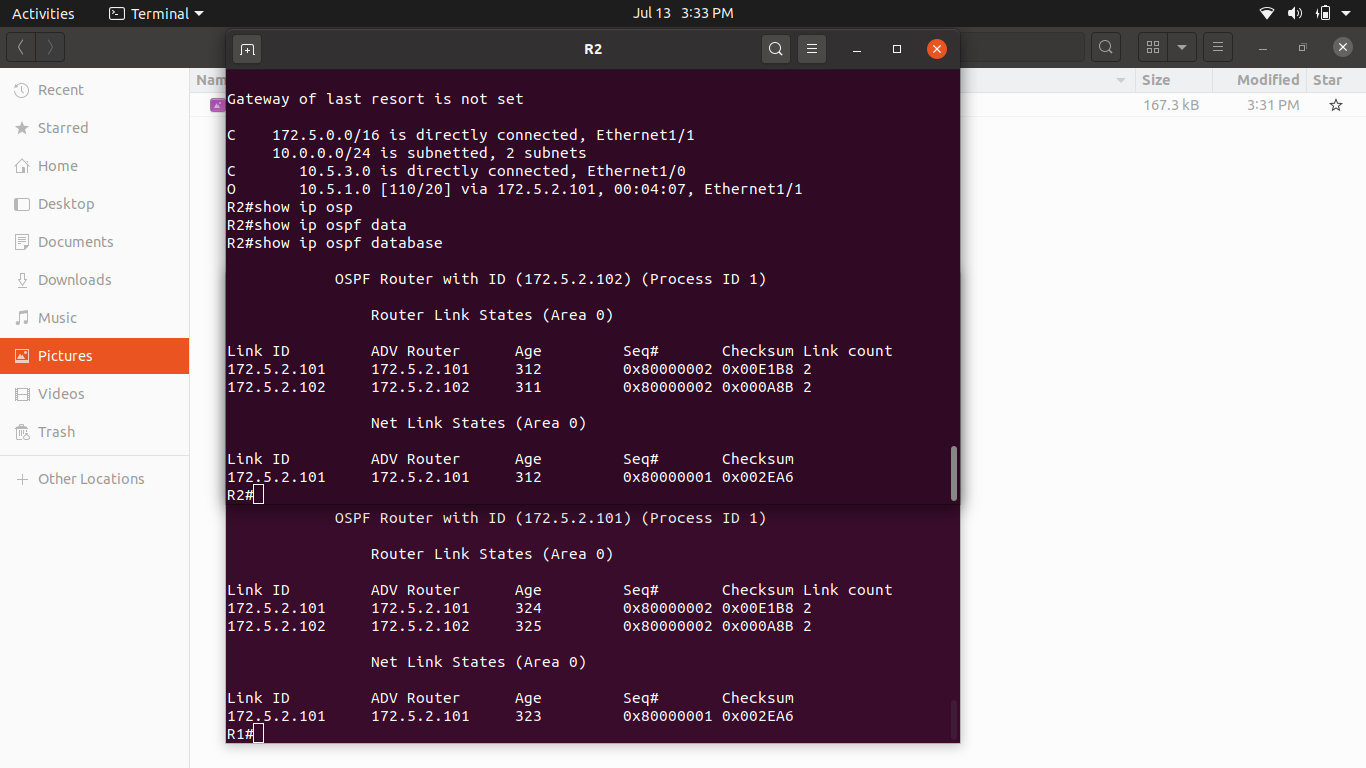 Activities Terminal Jul 13 3:33 PM
R2
Nam Size Modified Star
167.3 kB 3:31 PM
Recent
Starred
Home
Desktop
Documents
Downloads
Music
Pictures
Videos
Trash
Other Locations
Gateway of last resort is not set
C    172.5.0.0/16 is directly connected, Ethernet1/1
     10.0.0.0/24 is subnetted, 2 subnets
C       10.5.3.0 is directly connected, Ethernet1/0
O       10.5.1.0 [110/20] via 172.5.2.101, 00:04:07, Ethernet1/1
R2#show ip osp
R2#show ip ospf data
R2#show ip ospf database
            OSPF Router with ID (172.5.2.102) (Process ID 1)
                Router Link States (Area 0)
Link ID         ADV Router      Age         Seq#       Checksum Link count
172.5.2.101     172.5.2.101     312         0x80000002 0x00E1B8 2
172.5.2.102     172.5.2.102     311         0x80000002 0x000A8B 2
                Net Link States (Area 0)
Link ID         ADV Router      Age         Seq#       Checksum
172.5.2.101     172.5.2.101     312         0x80000001 0x002EA6
R2#
            OSPF Router with ID (172.5.2.101) (Process ID 1)
                Router Link States (Area 0)
Link ID         ADV Router      Age         Seq#       Checksum Link count
172.5.2.101     172.5.2.101     324         0x80000002 0x00E1B8 2
172.5.2.102     172.5.2.102     325         0x80000002 0x000A8B 2
                Net Link States (Area 0)
Link ID         ADV Router      Age         Seq#       Checksum
172.5.2.101     172.5.2.101     323         0x80000001 0x002EA6
R1#